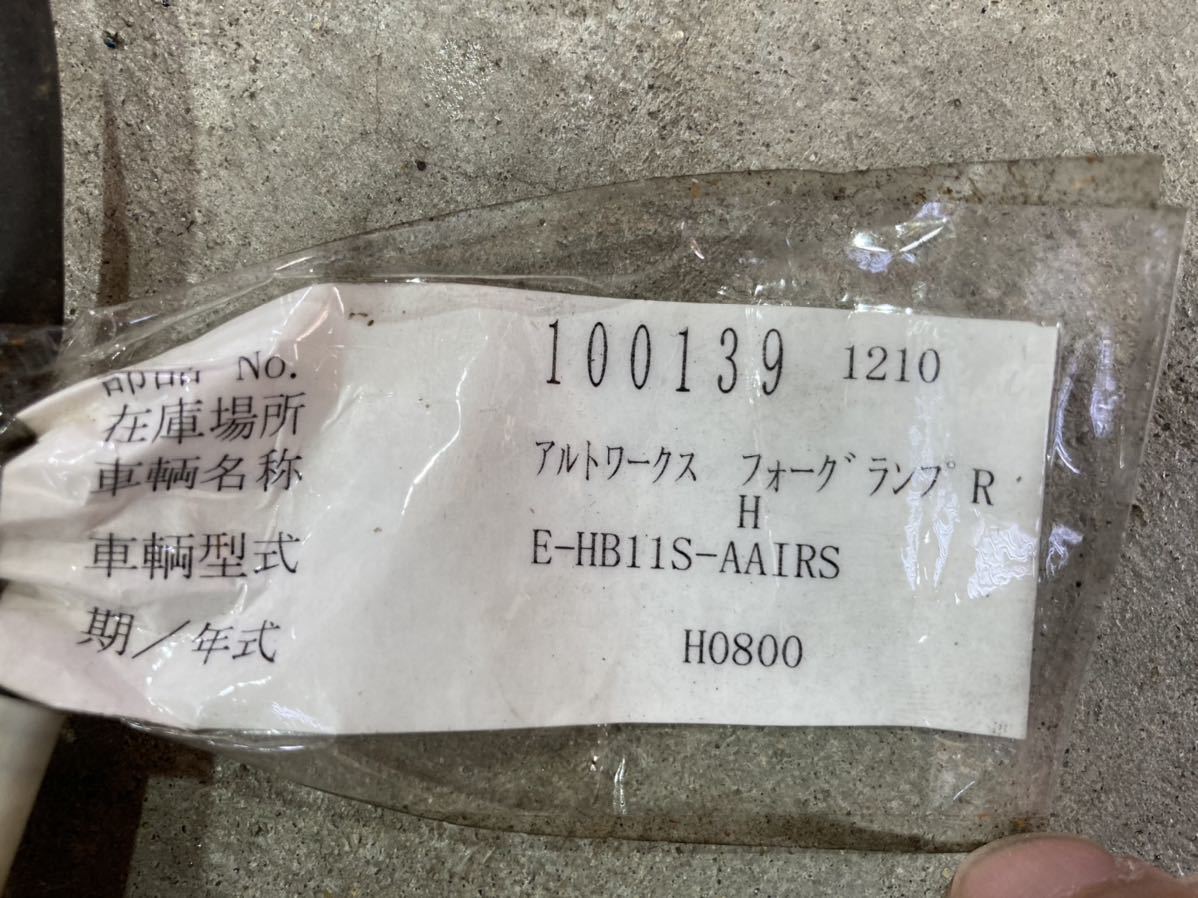 部品 No. 100139 1210
在庫場所
車輌名称 アルトワークス フォーグランプ R
H
車輌型式 E-HB11S-AAIRS
期／年式 H0800